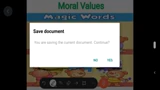 Moral Values
Magic Words
Save document
You are saving the current document. Continue?
NO
YES